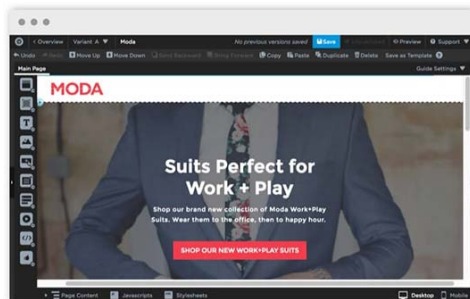 Overview Variant A Moda No previous versions saved Save Preview Support
Undo Move Up Move Down Copy Paste Duplicate Delete Save as Template
Main Page Guide Settings
MODA
Suits Perfect for
Work + Play
Shop our brand new collection of Moda Work+Play
Suits. Wear them to the office, then to happy hour.
SHOP OUR NEW WORK+PLAY SUITS
Page Content Javascripts Stylesheets Desktop Mobile